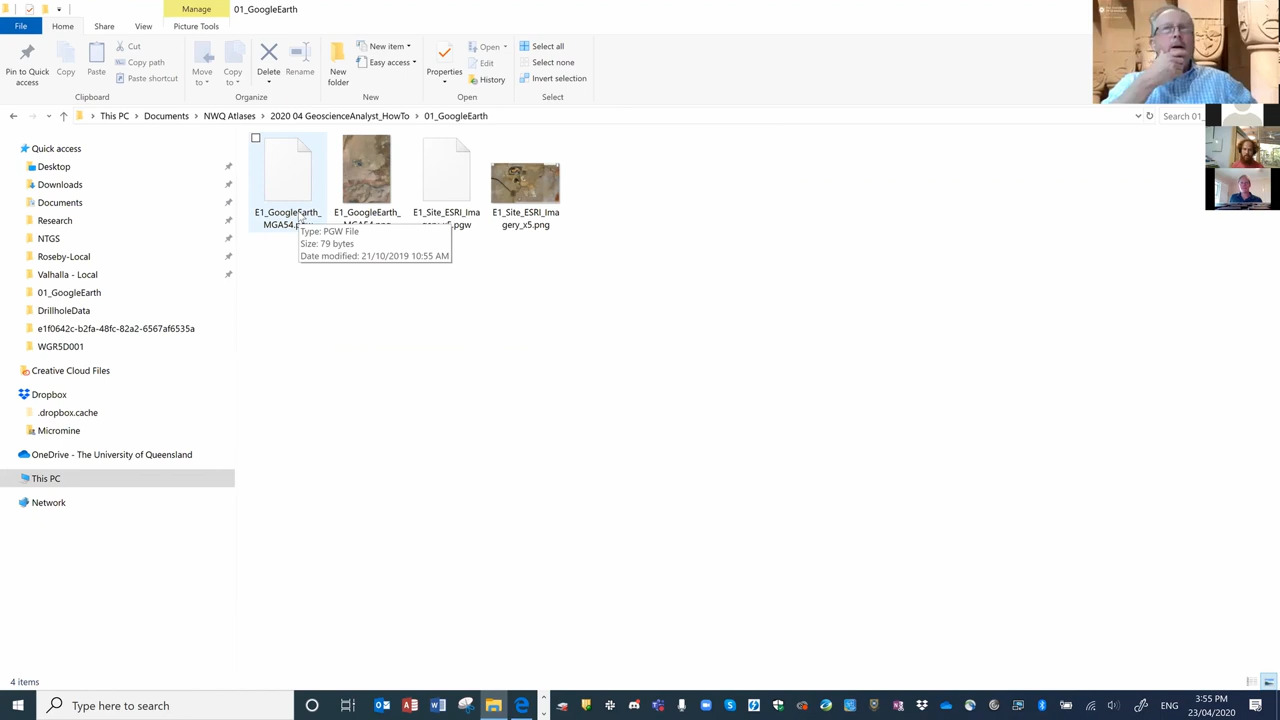 Manage
01_GoogleEarth
File
Home
Share
View
Picture Tools
Pin to Quick
access
Copy
Paste
Cut
Copy path
Paste shortcut
Clipboard
Move
to
Copy
to
Delete
Rename
Organize
New
folder
New item
Easy access
New
Properties
Open
Edit
History
Open
Select all
Select none
Invert selection
Select
This PC
Documents
NWQ Atlases
2020 04 GeoscienceAnalyst_HowTo
01_GoogleEarth
Search 01_
Quick access
Desktop
Downloads
Documents
Research
NTGS
Roseby-Local
Valhalla - Local
01_GoogleEarth
DrillholeData
e1f0642c-b2fa-48fc-82a2-6567af6535a
WGR5D001
Creative Cloud Files
Dropbox
.dropbox.cache
Micromine
OneDrive - The University of Queensland
This PC
Network
E1_GoogleEarth_
MGA54.pgw
E1_GoogleEarth_
MGA54.png
E1_Site_ESRI_Ima
gery_x5.pgw
E1_Site_ESRI_Ima
gery_x5.png
Type: PGW File
Size: 79 bytes
Date modified: 21/10/2019 10:55 AM
4 items
Type here to search
ENG
3:55 PM
23/04/2020